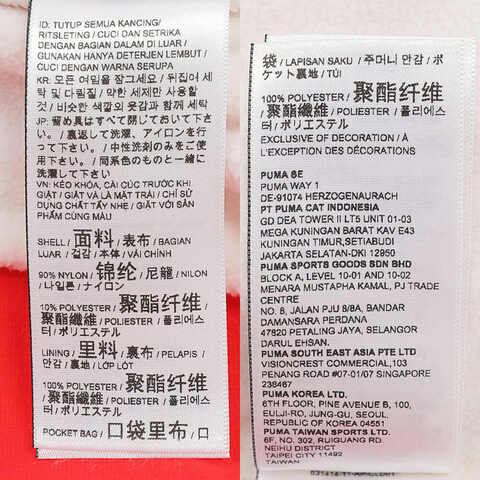 ID: TUTUP SEMUA KANCING/
RITSLETING / CUCI DAN SETRIKA
DENGAN BAGIAN DALAM DI LUAR /
GUNAKAN HANYA DETERJEN LEMBUT /
CUCI DENGAN WARNA SERUPA
KR: 모든 여밈을 잠그세요 / 뒤집어 세
탁 및 다림질 / 약한 세제만 사용할
것 / 비슷한 색깔의 옷감과 함께 세탁
JP: 留め具はすべて閉じておいて下さ
い。/ 裏返して洗濯、アイロンを行
って下さい。/ 中性洗剤のみをご使
用下さい。/ 同系色のものと一緒に
洗濯して下さい
VN: KÉO KHÓA, CÀI CÚC TRƯỚC KHI
GIẶT / GIẶT VÀ LÀ MẶT TRÁI / CHỈ SỬ
DỤNG CHẤT TẨY NHẸ / GIẶT VỚI SẢN
PHẨM CÙNG MÀU
SHELL / 面料 / 表布 / BAGIAN
LUAR / 겉감 / 本体 / VẢI CHÍNH
90% NYLON / 锦纶 / 尼龍 / NILON
/ 나일론 / ナイロン
10% POLYESTER / 聚酯纤维
/ 聚酯纖維 / POLIESTER / 폴리에스
터 / ポリエステル
LINING / 里料 / 裏布 / PELAPIS /
안감 / 裏地 / LỚP LÓT
100% POLYESTER / 聚酯纤维
/ 聚酯纖維 / POLIESTER / 폴리에스
터 / ポリエステル
POCKET BAG / 口袋里布 / 口
袋 / LAPISAN SAKU / 주머니 안감 / ポ
ケット裏地 / TÚI
100% POLYESTER / 聚酯纤维
/ 聚酯纖維 / POLIESTER / 폴리에스
터 / ポリエステル
EXCLUSIVE OF DECORATION / À
L'EXCEPTION DES DÉCORATIONS
PUMA SE
PUMA WAY 1
DE-91074 HERZOGENAURACH
PT PUMA CAT INDONESIA
GD DEA TOWER II LT5 UNIT 01-03
MEGA KUNINGAN BARAT KAV E43
KUNINGAN TIMUR,SETIABUDI
JAKARTA SELATAN-DKI 12950
PUMA SPORTS GOODS SDN BHD
BLOCK A, LEVEL 10-01 AND 10-02
MENARA MUSTAPHA KAMAL, PJ TRADE
CENTRE
NO. 8, JALAN PJU 8/8A, BANDAR
DAMANSARA PERDANA
47820 PETALING JAYA, SELANGOR
DARUL EHSAN.
PUMA SOUTH EAST ASIA PTE LTD
VISIONCREST COMMERCIAL,103
PENANG ROAD #07-01/07 SINGAPORE
238467
PUMA KOREA LTD.
6TH FLOOR, PINE AVENUE B, 100,
EULJI-RO, JUNG-GU, SEOUL,
REPUBLIC OF KOREA 04551
PUMA TAIWAN SPORTS LTD.
6F, NO. 302, RUIGUANG RD.
NEIHU DISTRICT
TAIPEI CITY 11492
TAIWAN